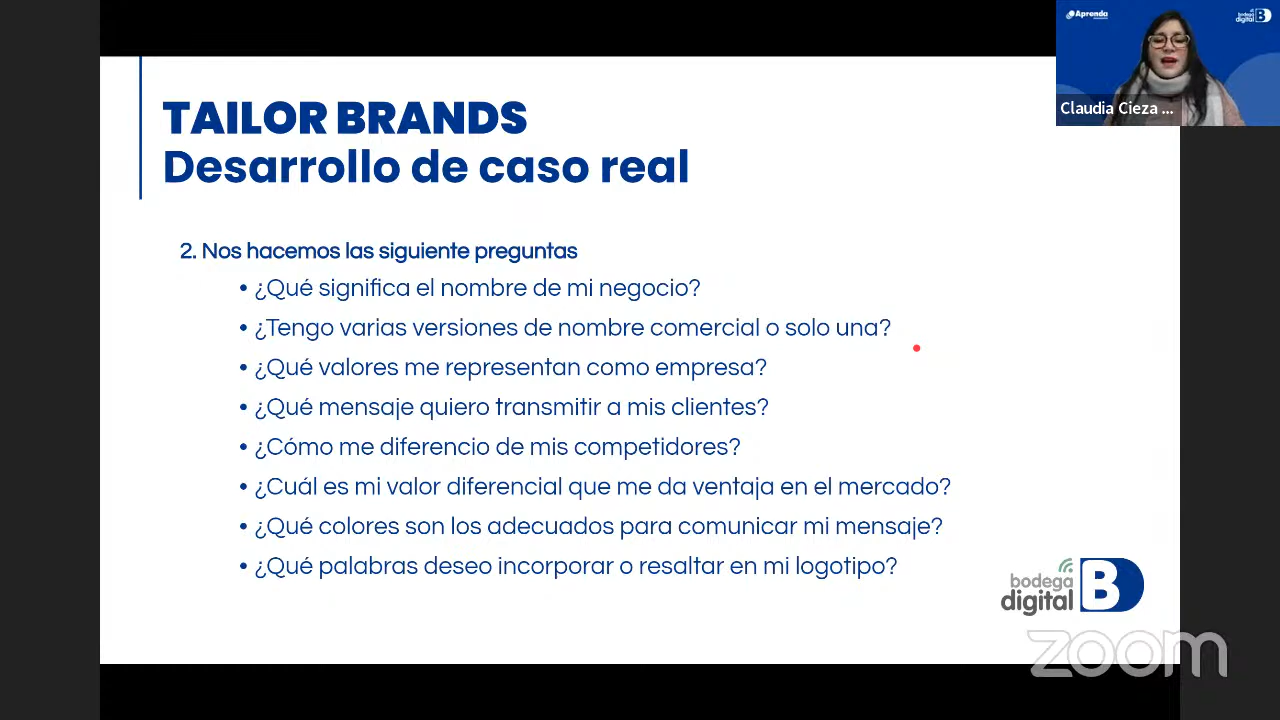 Aprenda
bodega
digital B
Claudia Cieza ...
TAILOR BRANDS
Desarrollo de caso real
2. Nos hacemos las siguiente preguntas
• ¿Qué significa el nombre de mi negocio?
• ¿Tengo varias versiones de nombre comercial o solo una?
• ¿Qué valores me representan como empresa?
• ¿Qué mensaje quiero transmitir a mis clientes?
• ¿Cómo me diferencio de mis competidores?
• ¿Cuál es mi valor diferencial que me da ventaja en el mercado?
• ¿Qué colores son los adecuados para comunicar mi mensaje?
• ¿Qué palabras deseo incorporar o resaltar en mi logotipo?
bodega
digital B
zoom